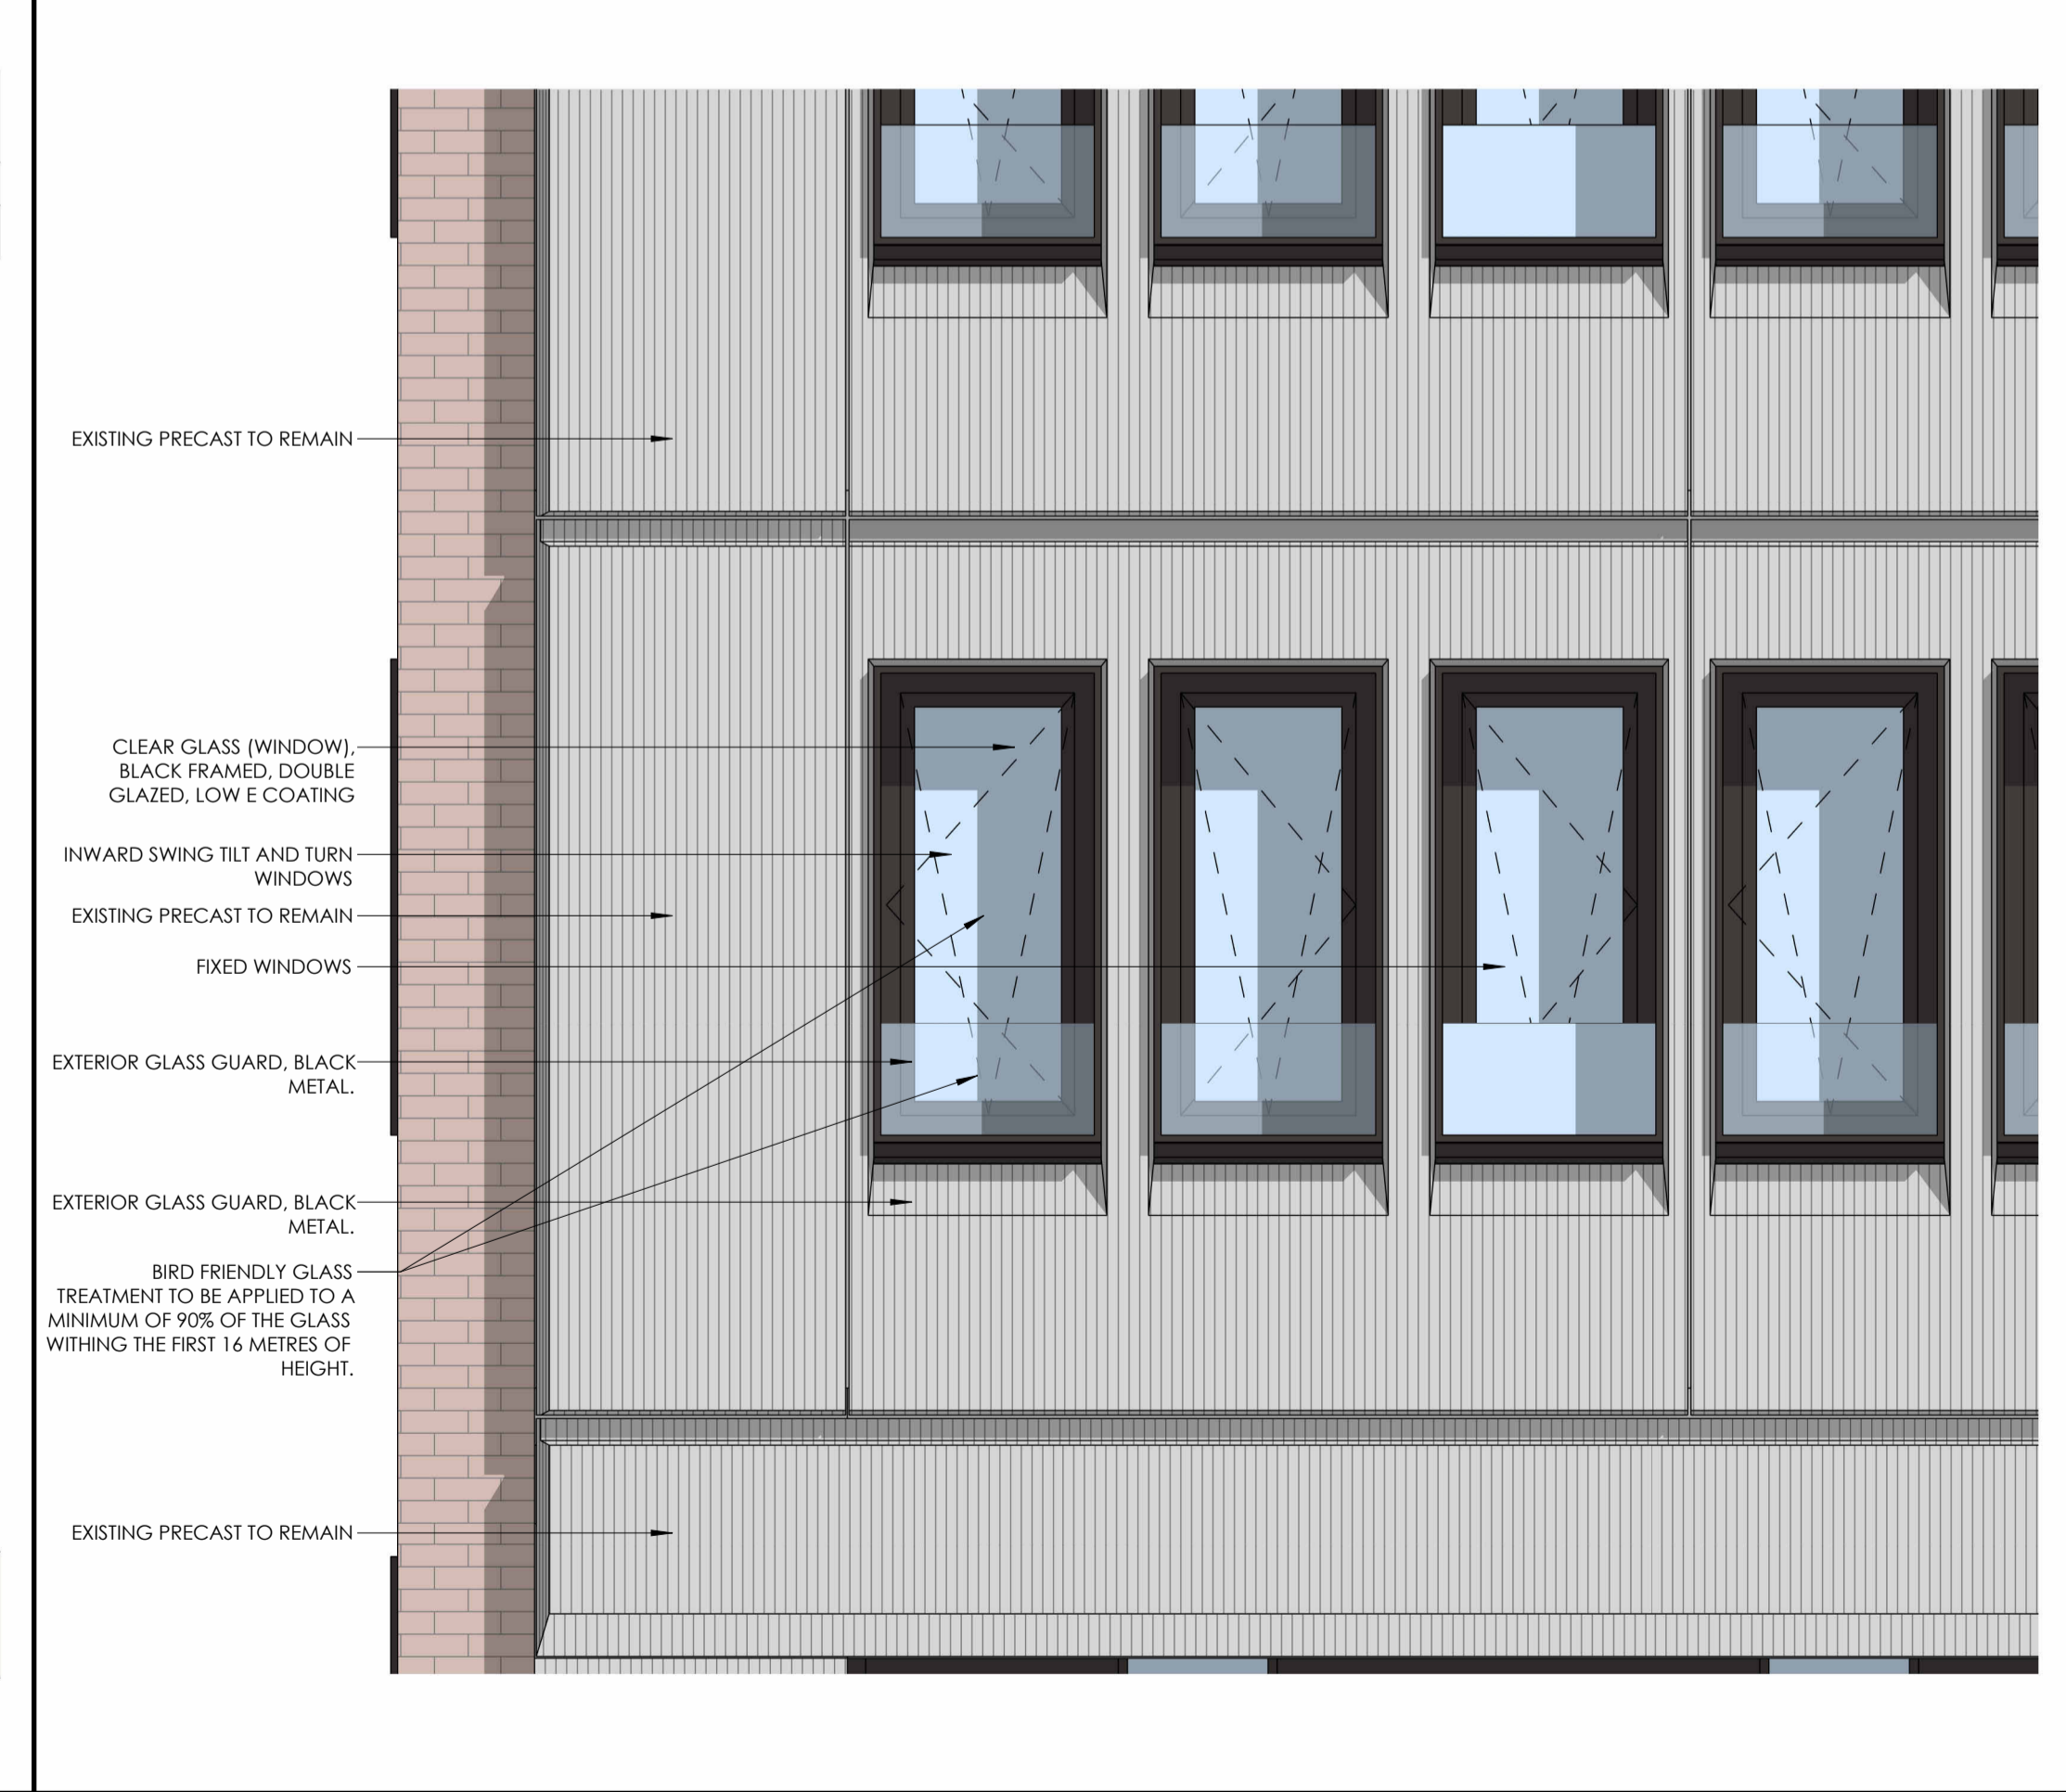 EXISTING PRECAST TO REMAIN
CLEAR GLASS (WINDOW),
BLACK FRAMED, DOUBLE
GLAZED, LOW E COATING
INWARD SWING TILT AND TURN
WINDOWS
EXISTING PRECAST TO REMAIN
FIXED WINDOWS
EXTERIOR GLASS GUARD, BLACK
METAL.
EXTERIOR GLASS GUARD, BLACK
METAL.
BIRD FRIENDLY GLASS
TREATMENT TO BE APPLIED TO A
MINIMUM OF 90% OF THE GLASS
WITHING THE FIRST 16 METRES OF
HEIGHT.
EXISTING PRECAST TO REMAIN